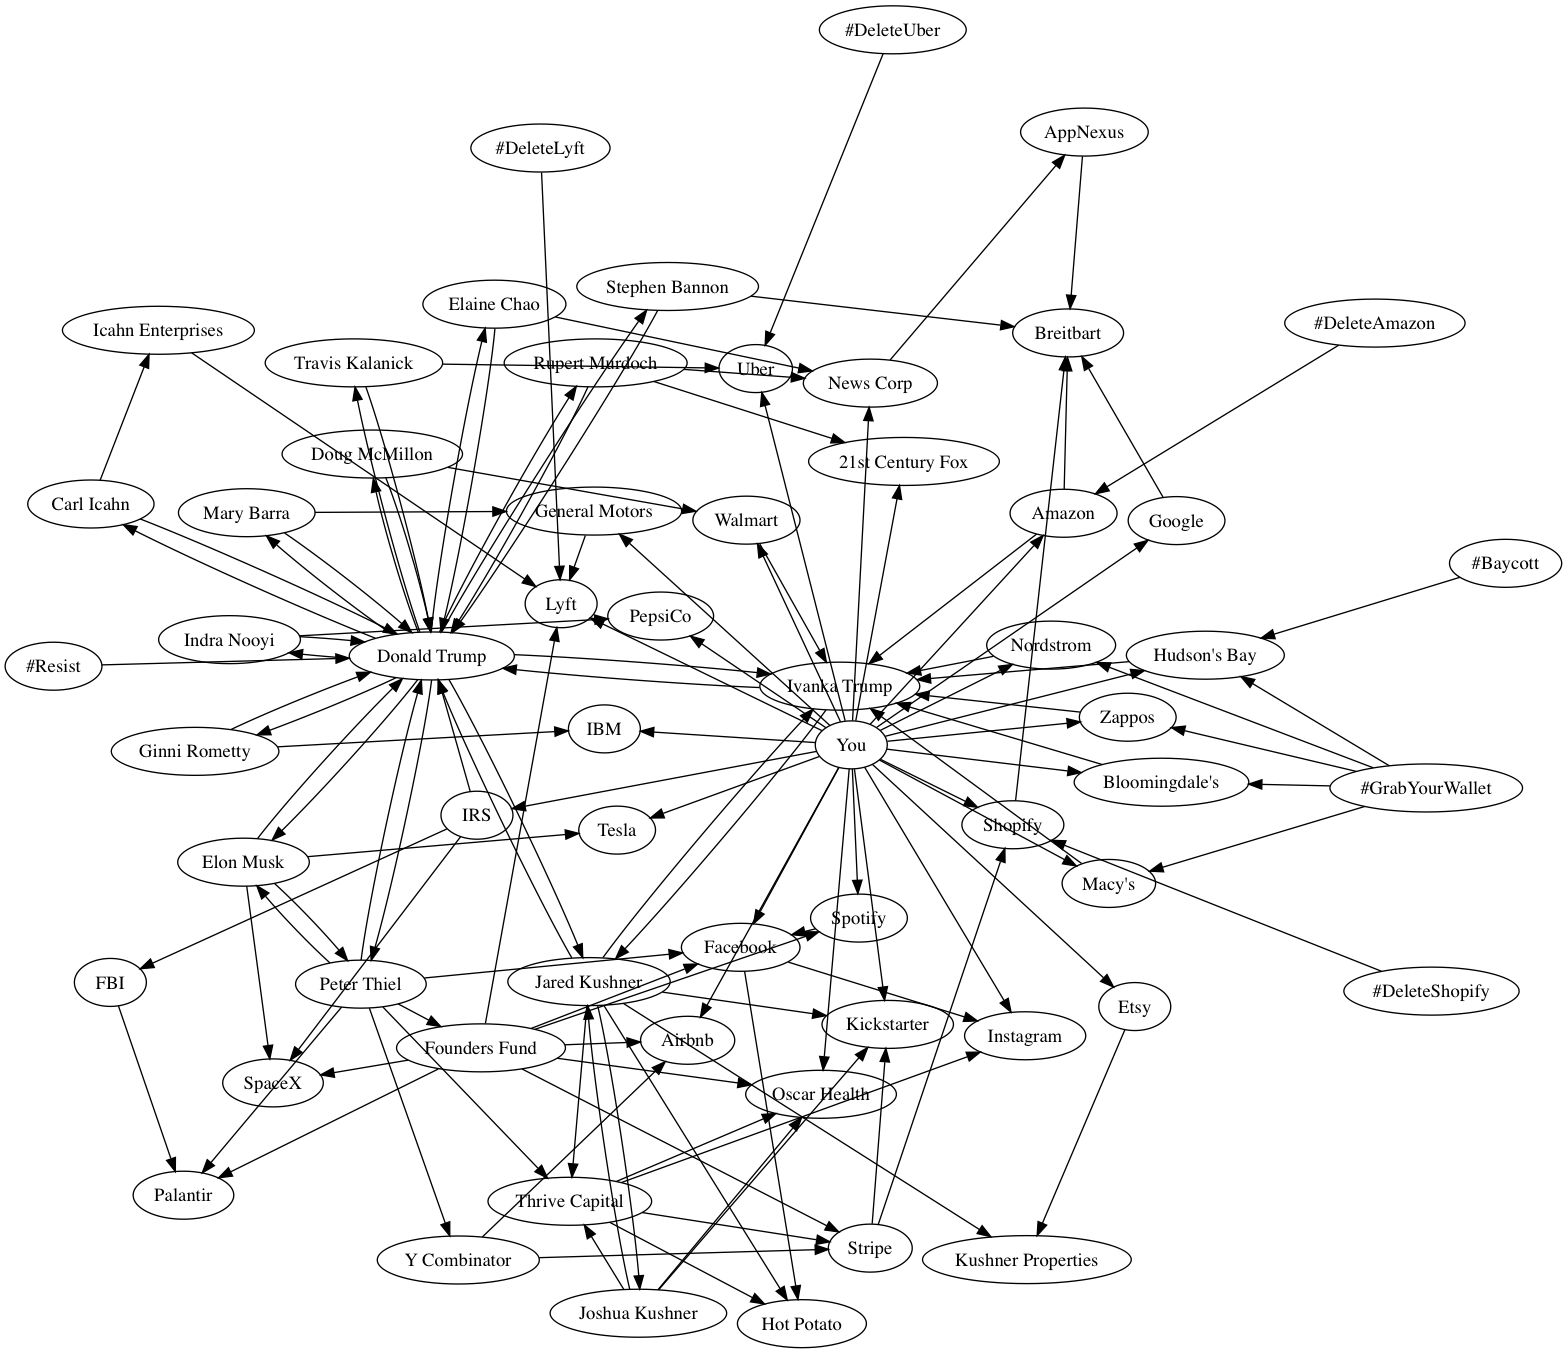 #DeleteUber
AppNexus
#DeleteLyft
Stephen Bannon
Elaine Chao
Icahn Enterprises
Breitbart
#DeleteAmazon
Travis Kalanick
Rupert Murdoch
Uber
News Corp
Doug McMillon
21st Century Fox
Carl Icahn
Mary Barra
General Motors
Walmart
Amazon
Google
#Baycott
Lyft
PepsiCo
Indra Nooyi
Nordstrom
Hudson's Bay
#Resist
Donald Trump
Ivanka Trump
Zappos
Ginni Rometty
IBM
You
Bloomingdale's
#GrabYourWallet
IRS
Tesla
Shopify
Elon Musk
Macy's
Spotify
Facebook
FBI
Peter Thiel
Jared Kushner
#DeleteShopify
Etsy
Kickstarter
Instagram
Founders Fund
Airbnb
SpaceX
Oscar Health
Palantir
Thrive Capital
Y Combinator
Stripe
Kushner Properties
Joshua Kushner
Hot Potato